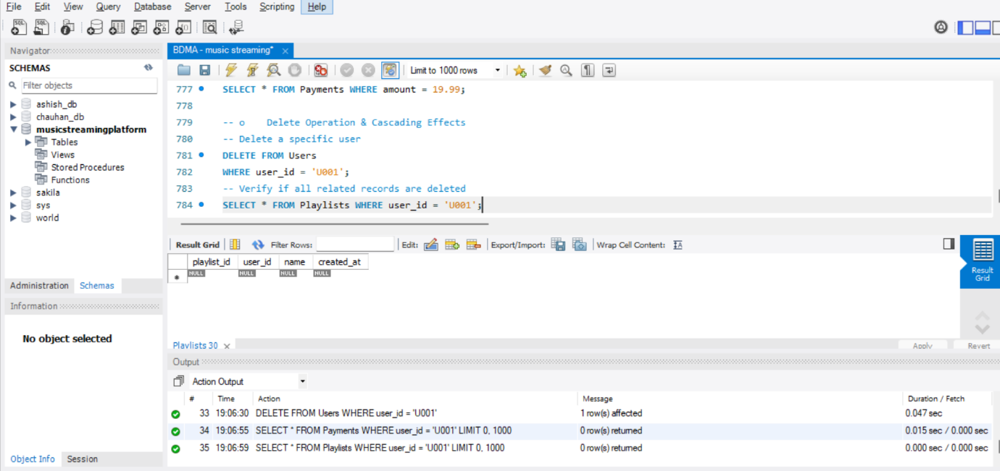 File Edit View Query Database Server Tools Scripting Help
Navigator
BDMA - music streaming*
SCHEMAS
Filter objects
ashish_db
chauhan_db
musicstreamingplatform
Tables
Views
Stored Procedures
Functions
sakila
sys
world
Administration Schemas
Information
No object selected
Object Info Session
Limit to 1000 rows
777 SELECT * FROM Payments WHERE amount = 19.99;
778
779 -- o Delete Operation & Cascading Effects
780 -- Delete a specific user
781 DELETE FROM Users
782 WHERE user_id = 'U001';
783 -- Verify if all related records are deleted
784 SELECT * FROM Playlists WHERE user_id = 'U001';
Result Grid Filter Rows: Edit: Export/Import: Wrap Cell Content:
playlist_id user_id name created_at
NULL NULL NULL NULL
Result
Grid
Playlists 30
Apply Revert
Output
Action Output
# Time Action Message Duration / Fetch
33 19:06:30 DELETE FROM Users WHERE user_id = 'U001' 1 row(s) affected 0.047 sec
34 19:06:55 SELECT * FROM Payments WHERE user_id = 'U001' LIMIT 0, 1000 0 row(s) returned 0.015 sec / 0.000 sec
35 19:06:59 SELECT * FROM Playlists WHERE user_id = 'U001' LIMIT 0, 1000 0 row(s) returned 0.000 sec / 0.000 sec